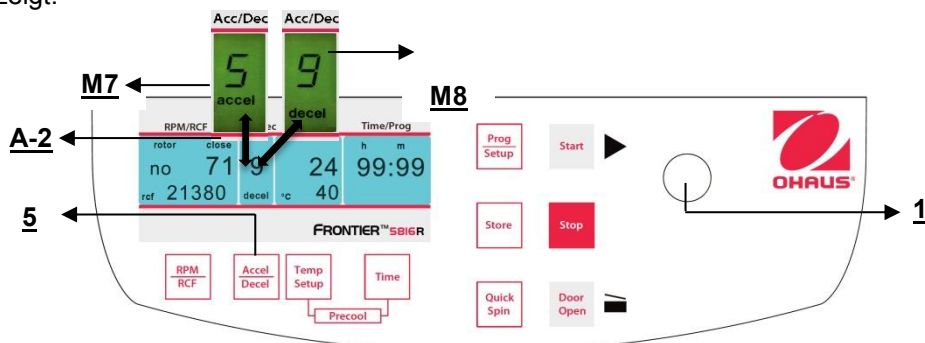 zeigt.
Acc/Dec Acc/Dec
5 9
accel decel
M7
M8
A-2
RPM/RCF ec Time/Prog
rotor close h m
no 71 9 24 99:99
rcf 21380 decel °C 40
5
FRONTIER™ 5816R
RPM
RCF
Accel
Decel
Temp
Setup
Time
Precool
Prog
Setup
Start
Store
Stop
Quick
Spin
Door
Open
OHAUS®
1